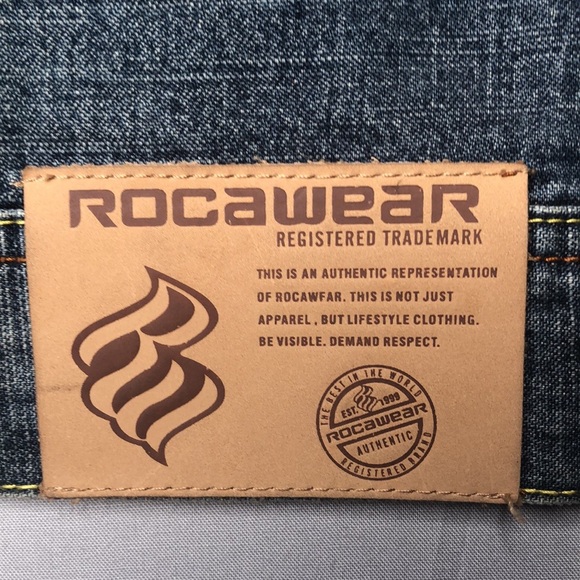 ROCAWEAR
REGISTERED TRADEMARK
THIS IS AN AUTHENTIC REPRESENTATION
OF ROCAWFAR. THIS IS NOT JUST
APPAREL, BUT LIFESTYLE CLOTHING.
BE VISIBLE. DEMAND RESPECT.
THE BEST IN THE WORLD
EST. 1999
ROCAWEAR
AUTHENTIC
REGISTERED BRAND